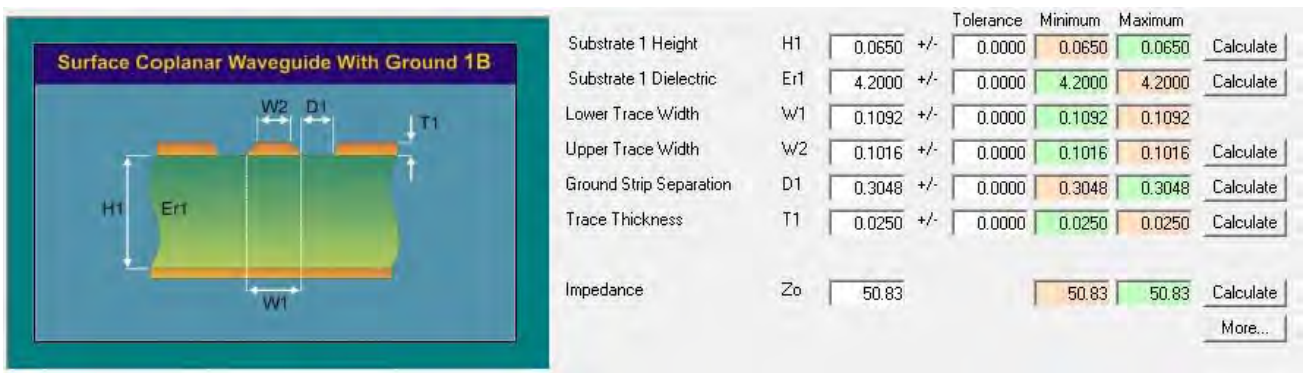 Surface Coplanar Waveguide With Ground 1B
W2 D1
T1
H1 Er1
W1
Tolerance Minimum Maximum
Substrate 1 Height H1 0.0650 +/- 0.0000 0.0650 0.0650 Calculate
Substrate 1 Dielectric Er1 4.2000 +/- 0.0000 4.2000 4.2000 Calculate
Lower Trace Width W1 0.1092 +/- 0.0000 0.1092 0.1092
Upper Trace Width W2 0.1016 +/- 0.0000 0.1016 0.1016 Calculate
Ground Strip Separation D1 0.3048 +/- 0.0000 0.3048 0.3048 Calculate
Trace Thickness T1 0.0250 +/- 0.0000 0.0250 0.0250 Calculate
Impedance Zo 50.83 50.83 50.83 Calculate
More...